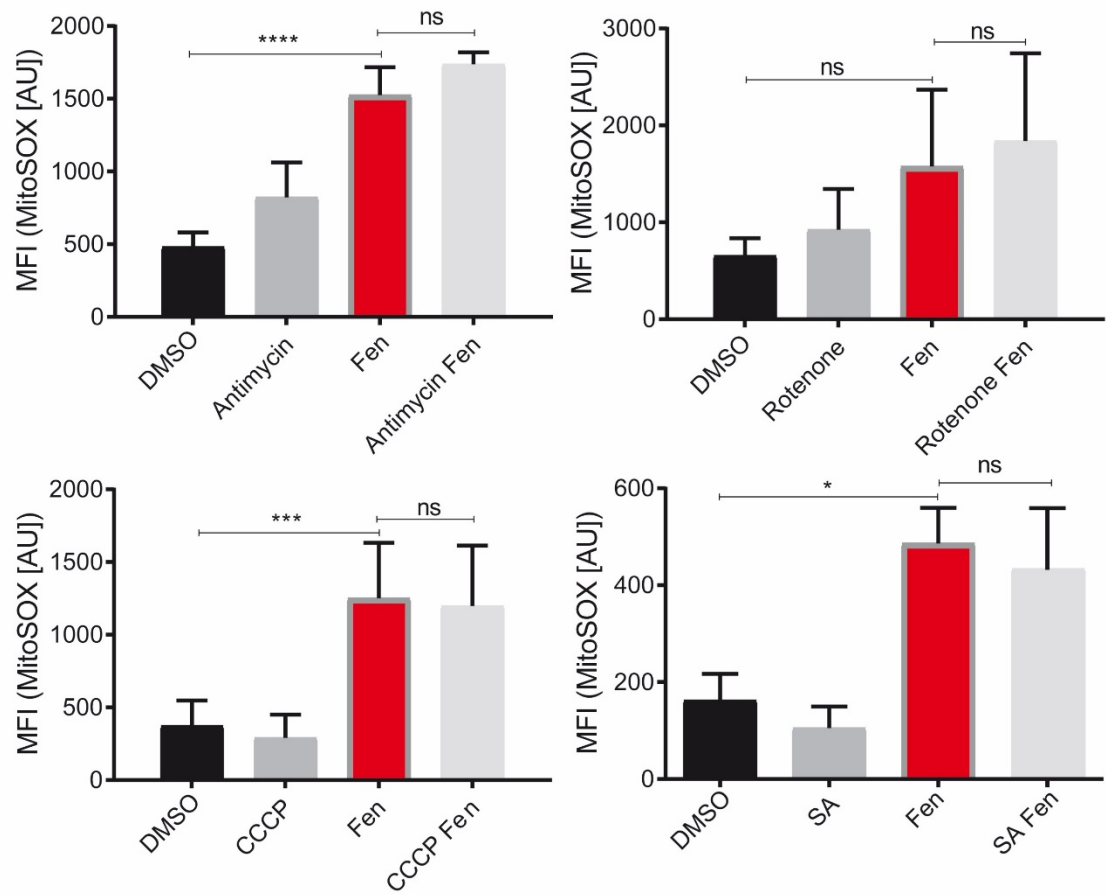 MFI (MitoSOX [AU])
2000
1500
1000
500
0
****
ns
DMSO
Antimycin
Fen
Antimycin Fen
MFI (MitoSOX [AU])
3000
2000
1000
0
ns
ns
DMSO
Rotenone
Fen
Rotenone Fen
MFI (MitoSOX [AU])
2000
1500
1000
500
0
***
ns
DMSO
CCCP
Fen
CCCP Fen
MFI (MitoSOX [AU])
600
400
200
0
*
ns
DMSO
SA
Fen
SA Fen